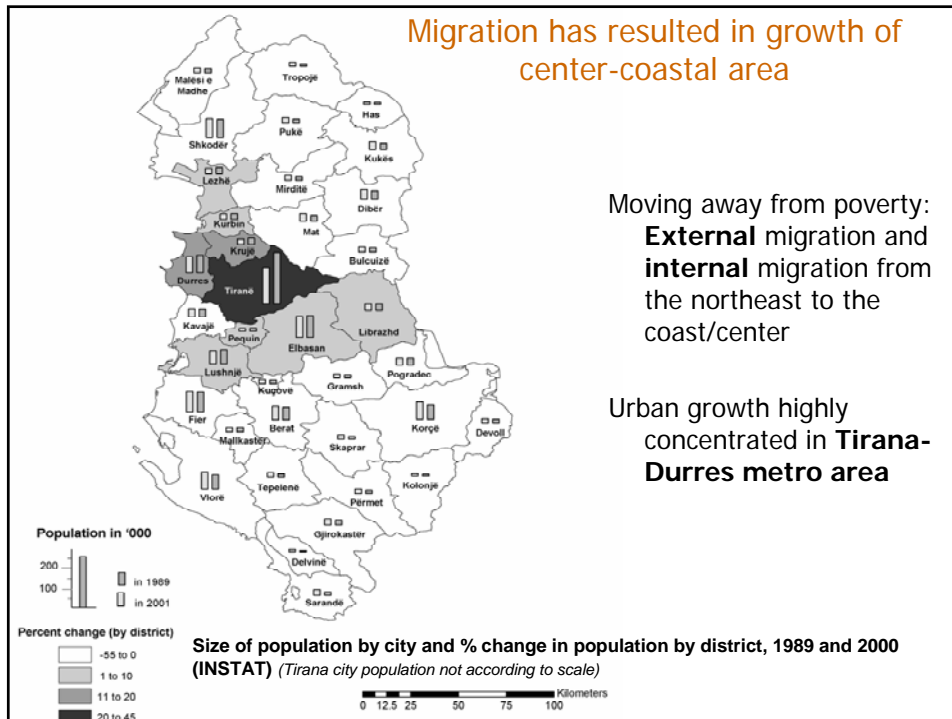 Migration has resulted in growth of
center-coastal area
Malësi e
Madhe
Tropojë
Has
Shkodër
Pukë
Kukës
Lezhë
Mirditë
Dibër
Kurbin
Mat
Krujë
Bulcuizë
Durres
Tiranë
Kavajë
Pequin
Elbasan
Librazhd
Lushnjë
Pogradec
Kuçovë
Gramsh
Fier
Berat
Korçë
Devoll
Mallkastër
Skaprar
Vlorë
Tepelenë
Kolonjë
Përmet
Gjirokastër
Delvinë
Sarandë
Moving away from poverty:
External migration and
internal migration from
the northeast to the
coast/center
Urban growth highly
concentrated in Tirana-
Durres metro area
Population in '000
200
100
in 1989
in 2001
Percent change (by district)
-55 to 0
1 to 10
11 to 20
20 to 45
Size of population by city and % change in population by district, 1989 and 2000
(INSTAT) (Tirana city population not according to scale)
Kilometers
0 12.5 25 50 75 100